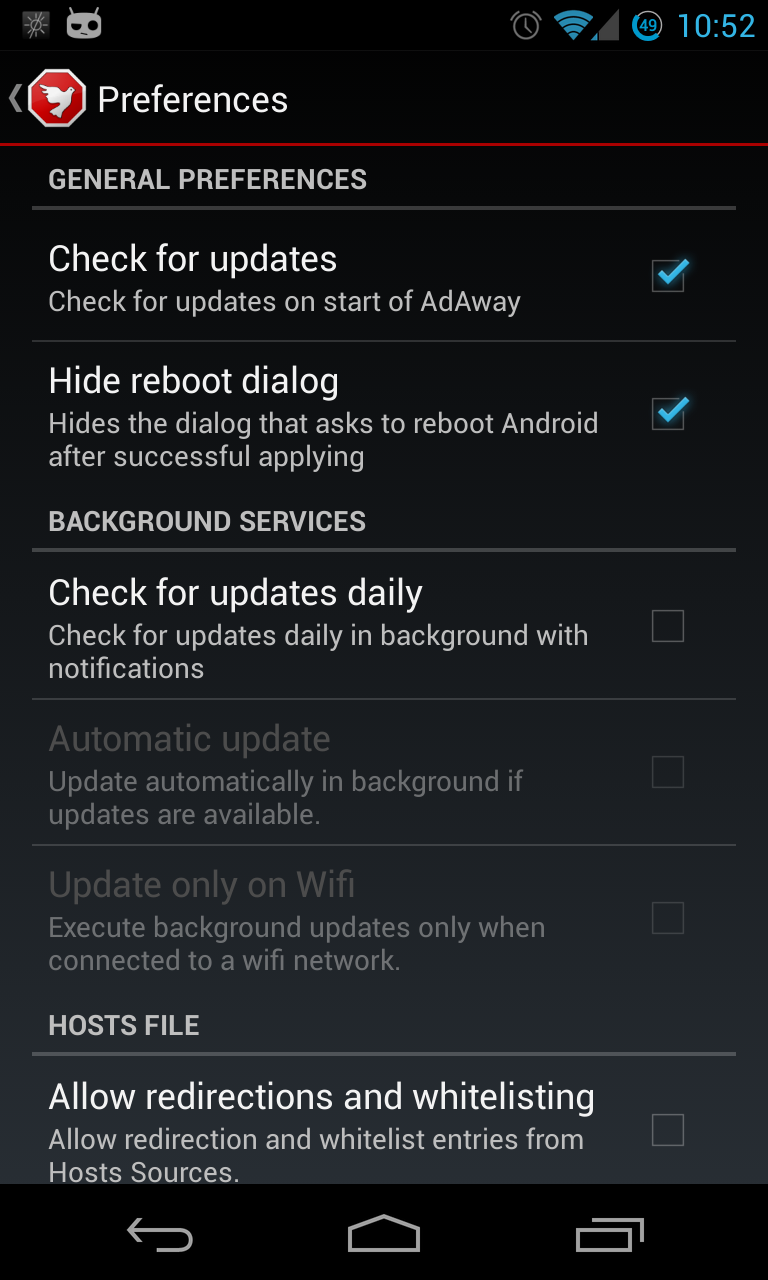 49 10:52
Preferences
GENERAL PREFERENCES
Check for updates
Check for updates on start of AdAway
Hide reboot dialog
Hides the dialog that asks to reboot Android
after successful applying
BACKGROUND SERVICES
Check for updates daily
Check for updates daily in background with
notifications
Automatic update
Update automatically in background if
updates are available.
Update only on Wifi
Execute background updates only when
connected to a wifi network.
HOSTS FILE
Allow redirections and whitelisting
Allow redirection and whitelist entries from
Hosts Sources.